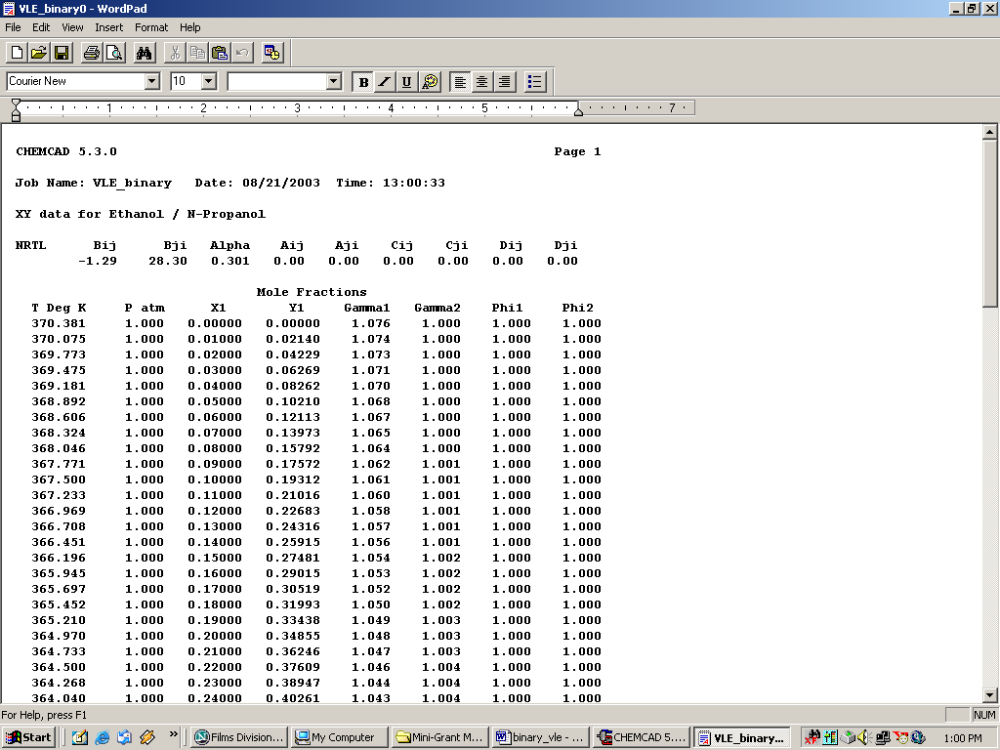 VLE_binary0 - WordPad
File Edit View Insert Format Help
Courier New 10 B I U
1 2 3 4 5 7
CHEMCAD 5.3.0 Page 1
Job Name: VLE_binary Date: 08/21/2003 Time: 13:00:33
XY data for Ethanol / N-Propanol
NRTL Bij Bji Alpha Aij Aji Cij Cji Dij Dji
-1.29 28.30 0.301 0.00 0.00 0.00 0.00 0.00 0.00
Mole Fractions
T Deg K P atm X1 Y1 Gamma1 Gamma2 Phi1 Phi2
370.381 1.000 0.00000 0.00000 1.076 1.000 1.000 1.000
370.075 1.000 0.01000 0.02140 1.074 1.000 1.000 1.000
369.773 1.000 0.02000 0.04229 1.073 1.000 1.000 1.000
369.475 1.000 0.03000 0.06269 1.071 1.000 1.000 1.000
369.181 1.000 0.04000 0.08262 1.070 1.000 1.000 1.000
368.892 1.000 0.05000 0.10210 1.068 1.000 1.000 1.000
368.606 1.000 0.06000 0.12113 1.067 1.000 1.000 1.000
368.324 1.000 0.07000 0.13973 1.065 1.000 1.000 1.000
368.046 1.000 0.08000 0.15792 1.064 1.000 1.000 1.000
367.771 1.000 0.09000 0.17572 1.062 1.001 1.000 1.000
367.500 1.000 0.10000 0.19312 1.061 1.001 1.000 1.000
367.233 1.000 0.11000 0.21016 1.060 1.001 1.000 1.000
366.969 1.000 0.12000 0.22683 1.058 1.001 1.000 1.000
366.708 1.000 0.13000 0.24316 1.057 1.001 1.000 1.000
366.451 1.000 0.14000 0.25915 1.056 1.001 1.000 1.000
366.196 1.000 0.15000 0.27481 1.054 1.002 1.000 1.000
365.945 1.000 0.16000 0.29015 1.053 1.002 1.000 1.000
365.697 1.000 0.17000 0.30519 1.052 1.002 1.000 1.000
365.452 1.000 0.18000 0.31993 1.050 1.002 1.000 1.000
365.210 1.000 0.19000 0.33438 1.049 1.003 1.000 1.000
364.970 1.000 0.20000 0.34855 1.048 1.003 1.000 1.000
364.733 1.000 0.21000 0.36246 1.047 1.003 1.000 1.000
364.500 1.000 0.22000 0.37609 1.046 1.004 1.000 1.000
364.268 1.000 0.23000 0.38947 1.044 1.004 1.000 1.000
364.040 1.000 0.24000 0.40261 1.043 1.004 1.000 1.000
For Help, press F1 NUM
Start » Films Division... My Computer Mini-Grant M... binary_vle - ... CHEMCAD 5.... VLE_binary... 1:00 PM